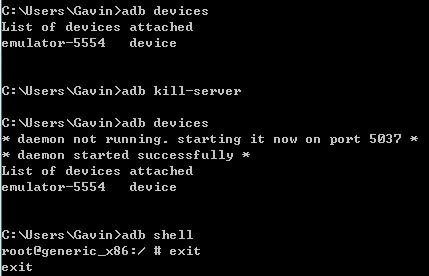 C:\Users\Gavin>adb devices
List of devices attached
emulator-5554   device
C:\Users\Gavin>adb kill-server
C:\Users\Gavin>adb devices
* daemon not running. starting it now on port 5037 *
* daemon started successfully *
List of devices attached
emulator-5554   device
C:\Users\Gavin>adb shell
root@generic_x86:/ # exit
exit